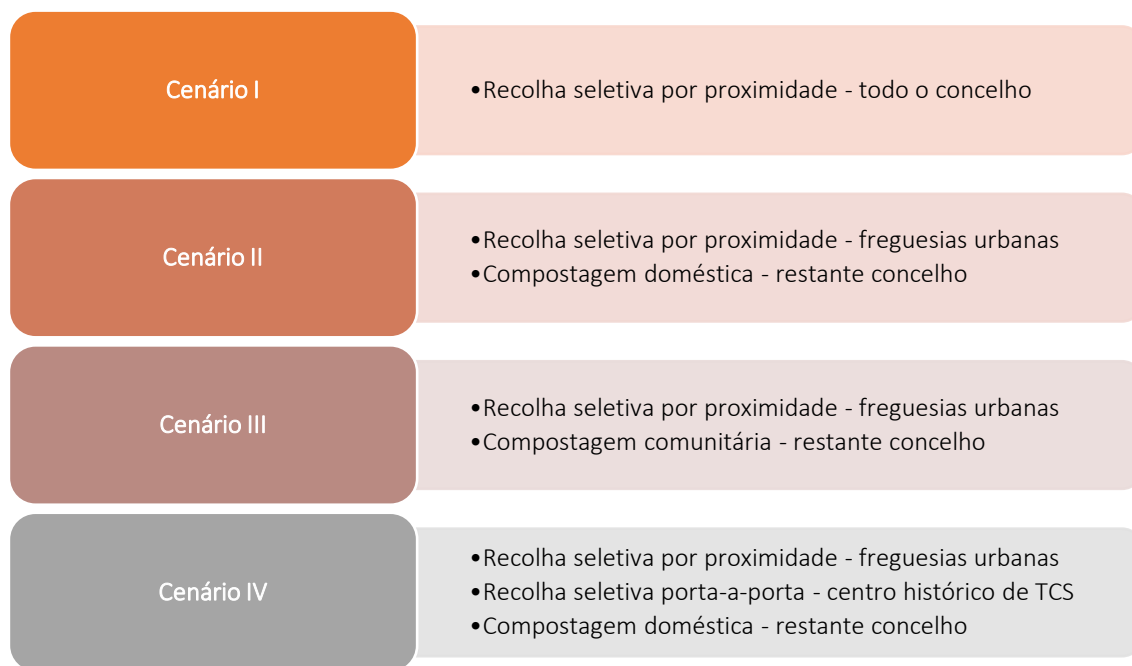 Cenário I
•Recolha seletiva por proximidade - todo o concelho
Cenário II
•Recolha seletiva por proximidade - freguesias urbanas
•Compostagem doméstica - restante concelho
Cenário III
•Recolha seletiva por proximidade - freguesias urbanas
•Compostagem comunitária - restante concelho
Cenário IV
•Recolha seletiva por proximidade - freguesias urbanas
•Recolha seletiva porta-a-porta - centro histórico de TCS
•Compostagem doméstica - restante concelho